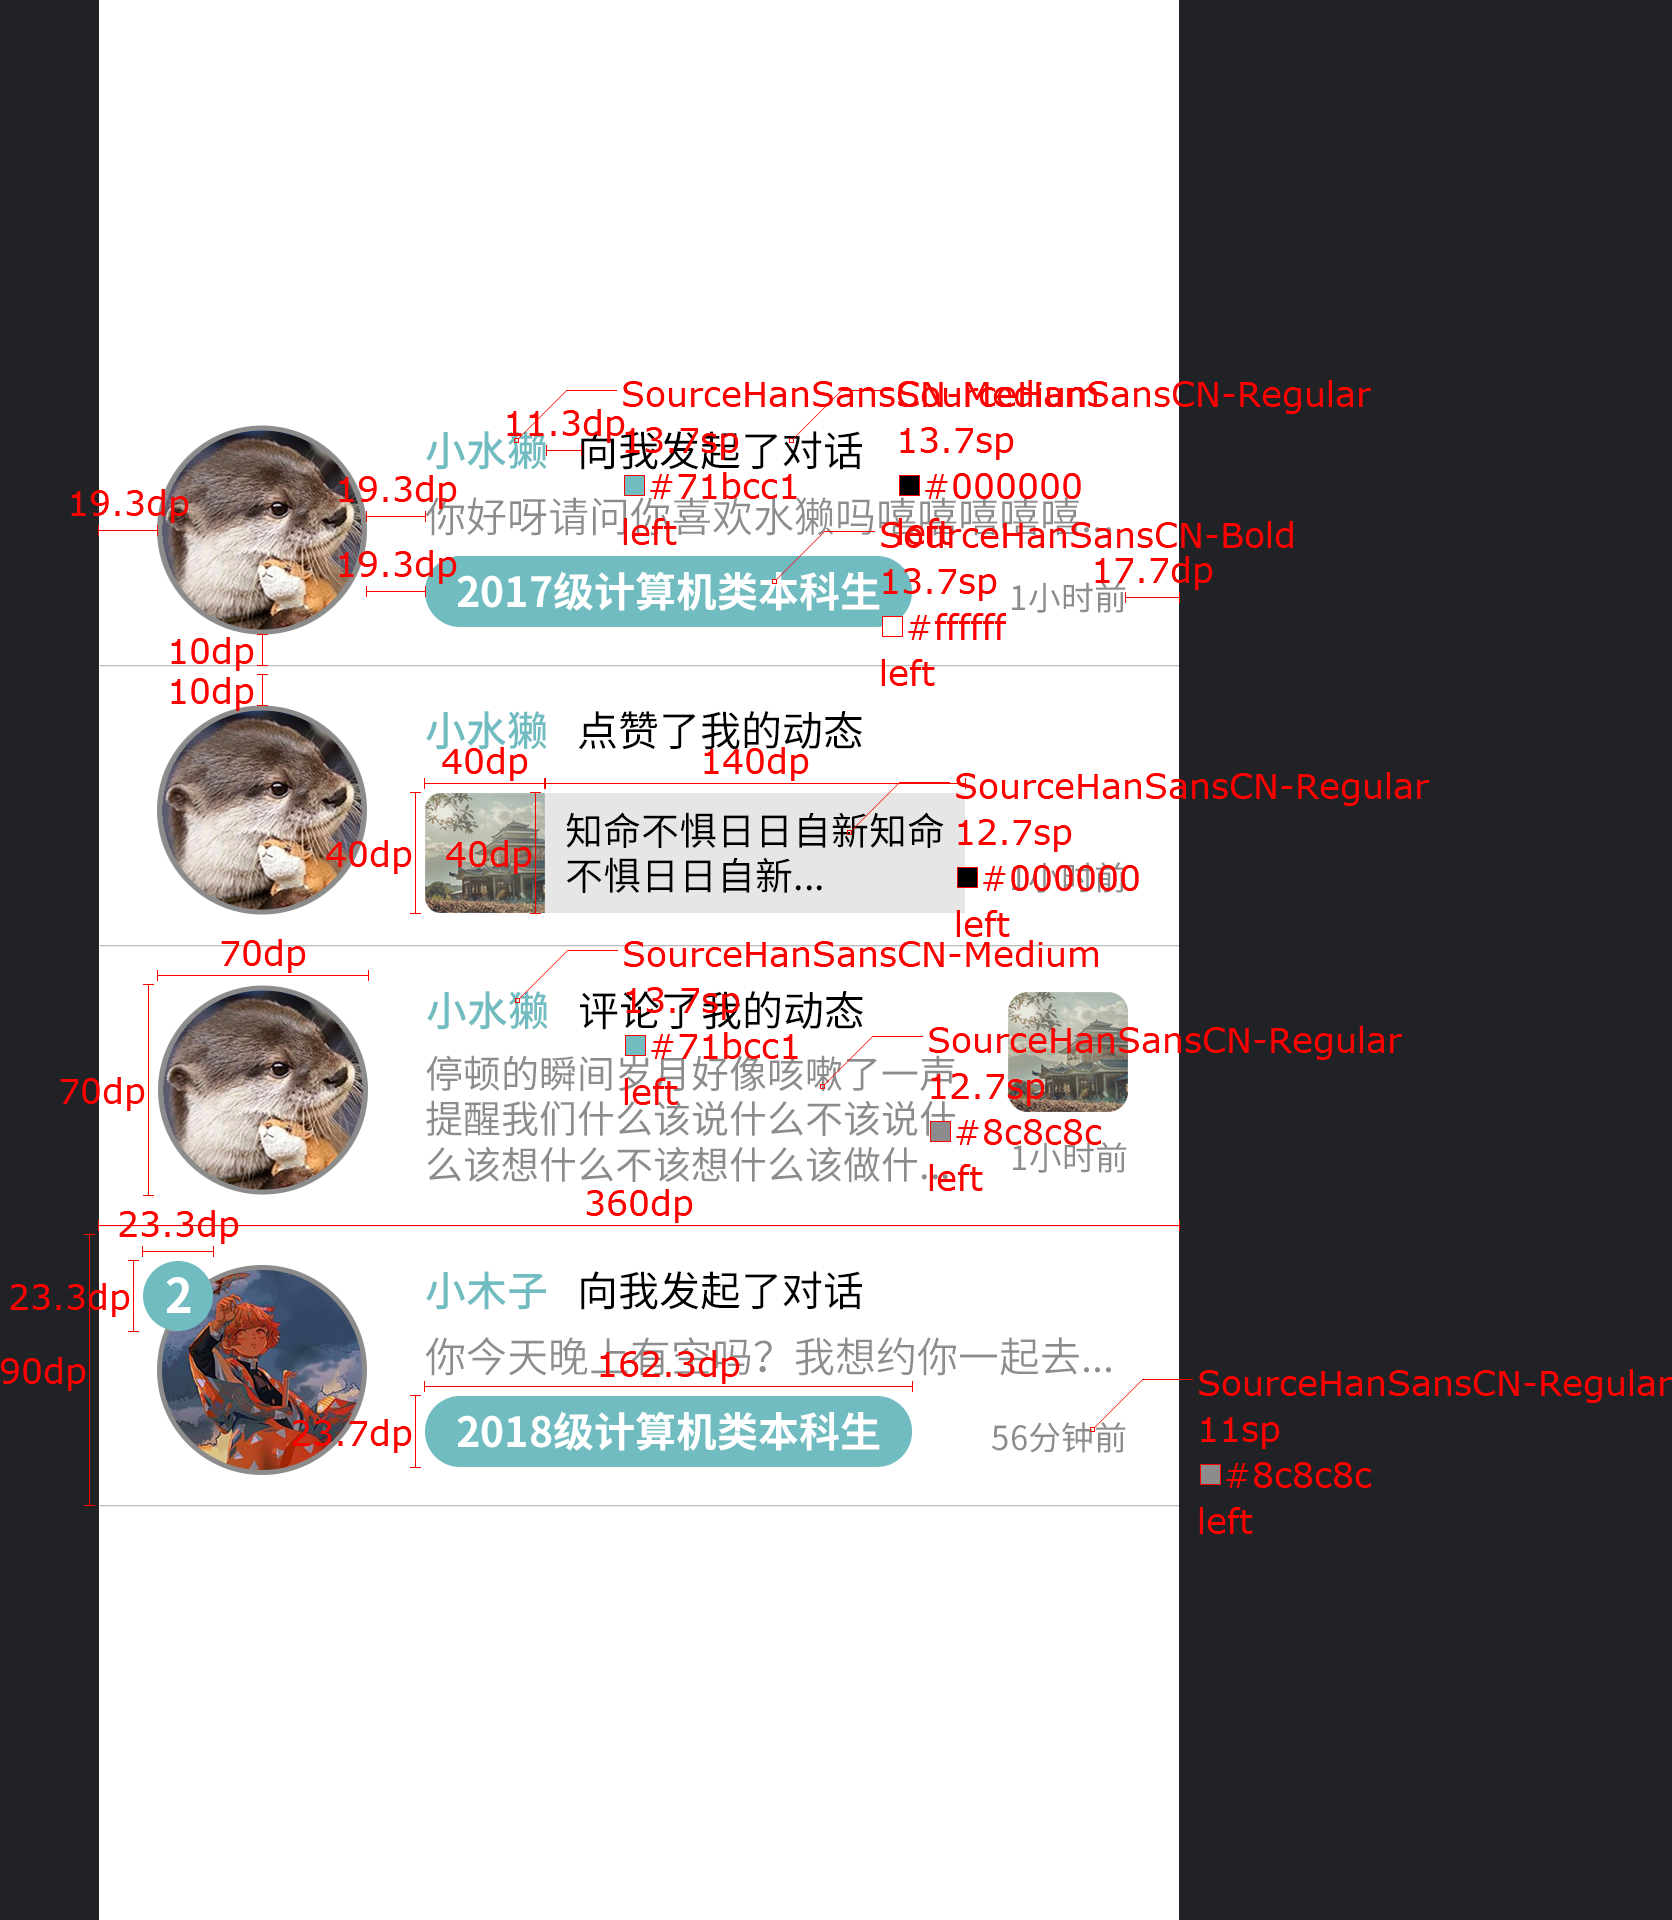 SourceHanSansCN-Medium
SourceHanSansCN-Regular
11.3dp
13.7sp
13.7sp
小水獭 向我发起了对话
#71bcc1
#000000
19.3dp
19.3dp
你好呀请问你喜欢水獭吗嘻嘻嘻嘻嘻...
left
left
SourceHanSansCN-Bold
19.3dp
13.7sp
17.7dp
2017级计算机类本科生
1小时前
#ffffff
10dp
left
10dp
小水獭 点赞了我的动态
40dp
140dp
SourceHanSansCN-Regular
知命不惧日日自新知命
12.7sp
40dp
40dp
不惧日日自新...
1小时前
#000000
left
70dp
SourceHanSansCN-Medium
13.7sp
小水獭 评论了我的动态
#71bcc1
SourceHanSansCN-Regular
停顿的瞬间岁月好像咳嗽了一声
left
12.7sp
70dp
提醒我们什么该说什么不该说什
#8c8c8c
么该想什么不该想什么该做什...
1小时前
left
360dp
23.3dp
23.3dp
2
小木子 向我发起了对话
你今天晚上有空吗？我想约你一起去...
162.3dp
90dp
SourceHanSansCN-Regular
23.7dp
2018级计算机类本科生
56分钟前
11sp
#8c8c8c
left